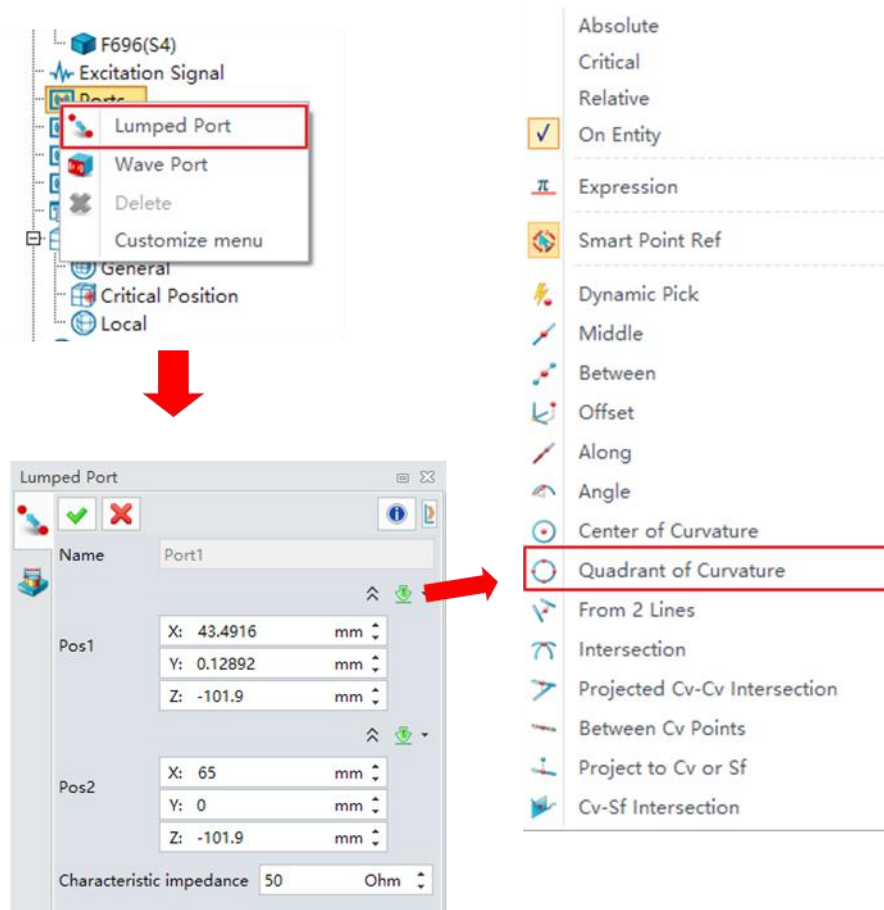 F696(S4)
Excitation Signal
Ports
Lumped Port
Wave Port
Delete
Customize menu
General
Critical Position
Local
Lumped Port
Name Port1
Pos1
X: 43.4916 mm
Y: 0.12892 mm
Z: -101.9 mm
Pos2
X: 65 mm
Y: 0 mm
Z: -101.9 mm
Characteristic impedance 50 Ohm
Absolute
Critical
Relative
On Entity
Expression
Smart Point Ref
Dynamic Pick
Middle
Between
Offset
Along
Angle
Center of Curvature
Quadrant of Curvature
From 2 Lines
Intersection
Projected Cv-Cv Intersection
Between Cv Points
Project to Cv or Sf
Cv-Sf Intersection